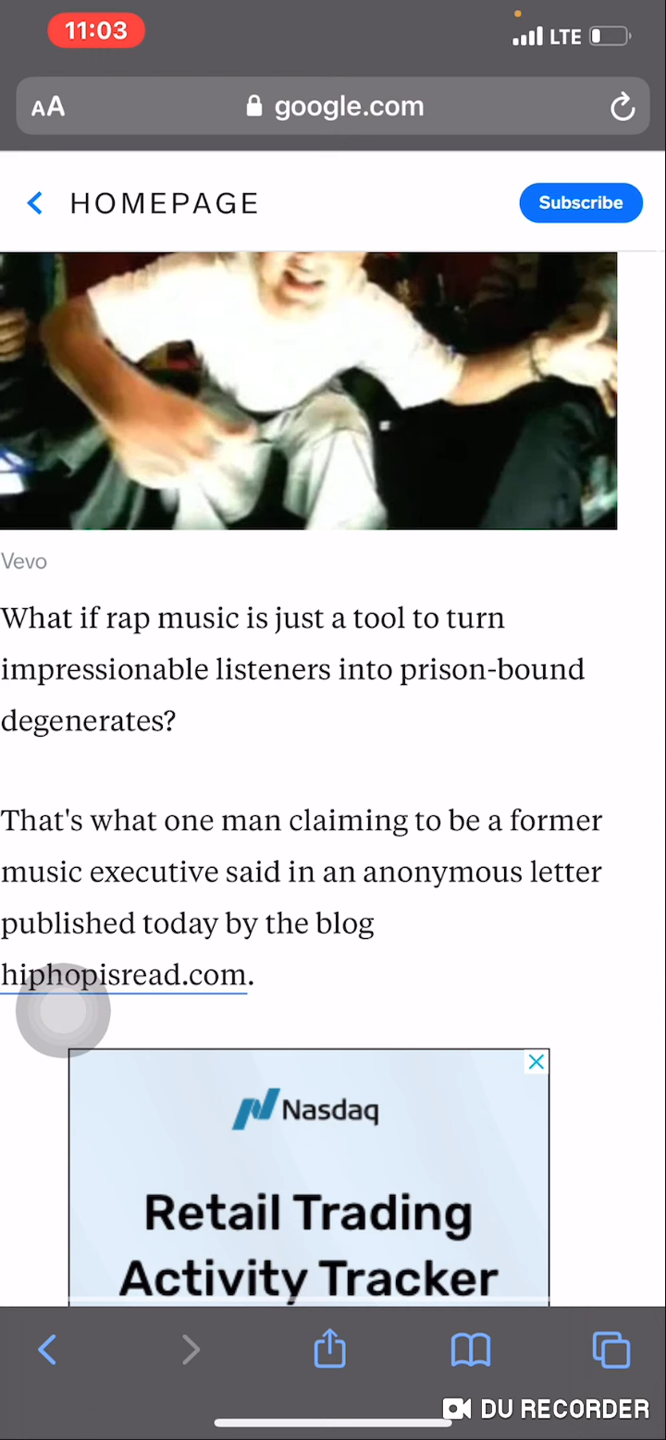 11:03
LTE
AA google.com
HOMEPAGE
Subscribe
Vevo
What if rap music is just a tool to turn
impressionable listeners into prison-bound
degenerates?
That's what one man claiming to be a former
music executive said in an anonymous letter
published today by the blog
hiphopisread.com.
Nasdaq
Retail Trading
Activity Tracker
DU RECORDER